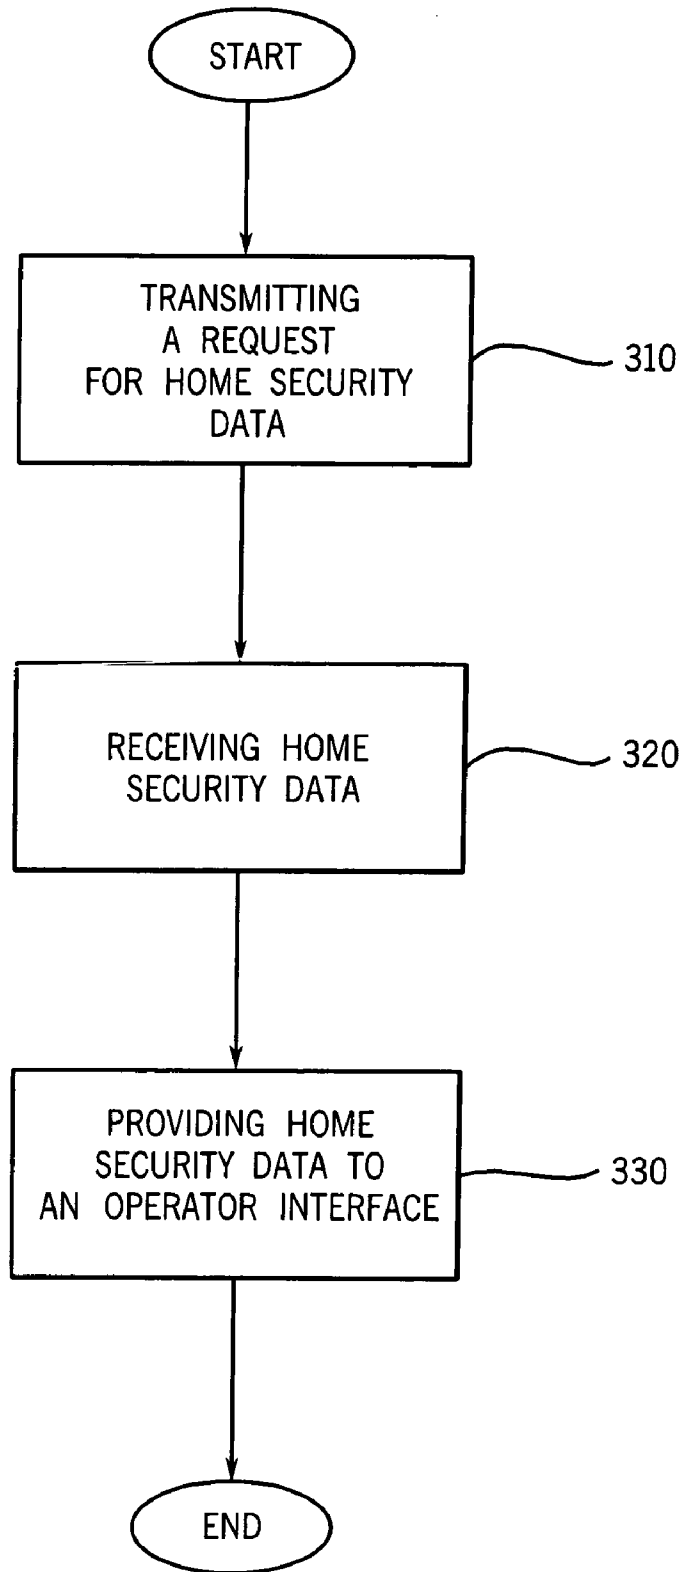 START
TRANSMITTING
A REQUEST
FOR HOME SECURITY
DATA
310
RECEIVING HOME
SECURITY DATA
320
PROVIDING HOME
SECURITY DATA TO
AN OPERATOR INTERFACE
330
END